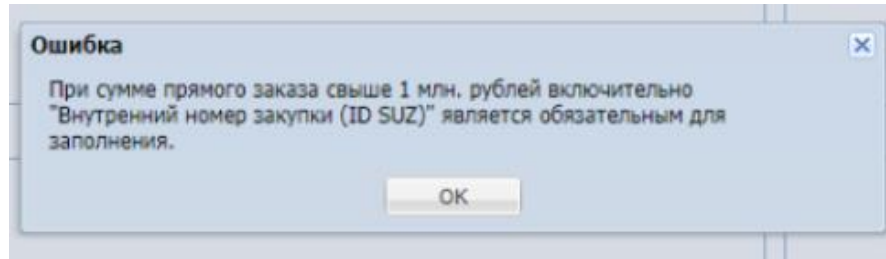 Ошибка
При сумме прямого заказа свыше 1 млн. рублей включительно
"Внутренний номер закупки (ID SUZ)" является обязательным для
заполнения.
OK